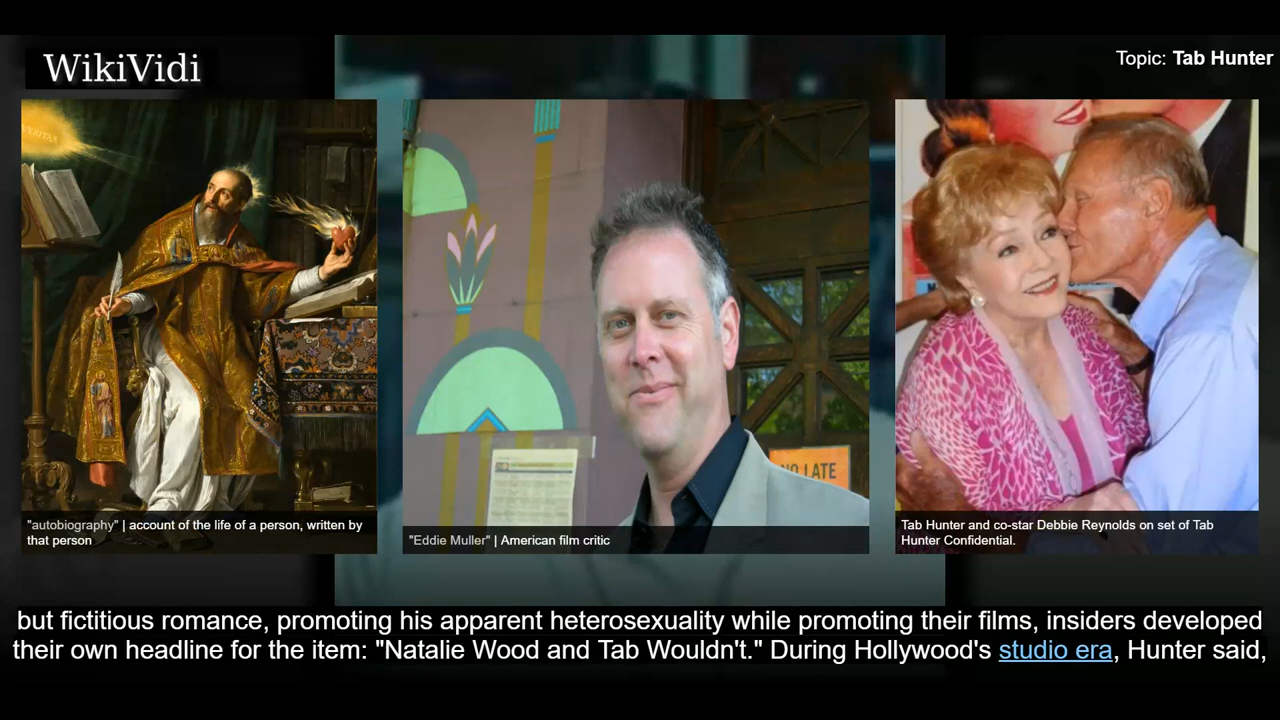 WikiVidi
Topic: Tab Hunter
VERITAS
"autobiography" | account of the life of a person, written by
that person
NO LATE
"Eddie Muller" | American film critic
Tab Hunter and co-star Debbie Reynolds on set of Tab
Hunter Confidential.
but fictitious romance, promoting his apparent heterosexuality while promoting their films, insiders developed
their own headline for the item: "Natalie Wood and Tab Wouldn't." During Hollywood's studio era, Hunter said,